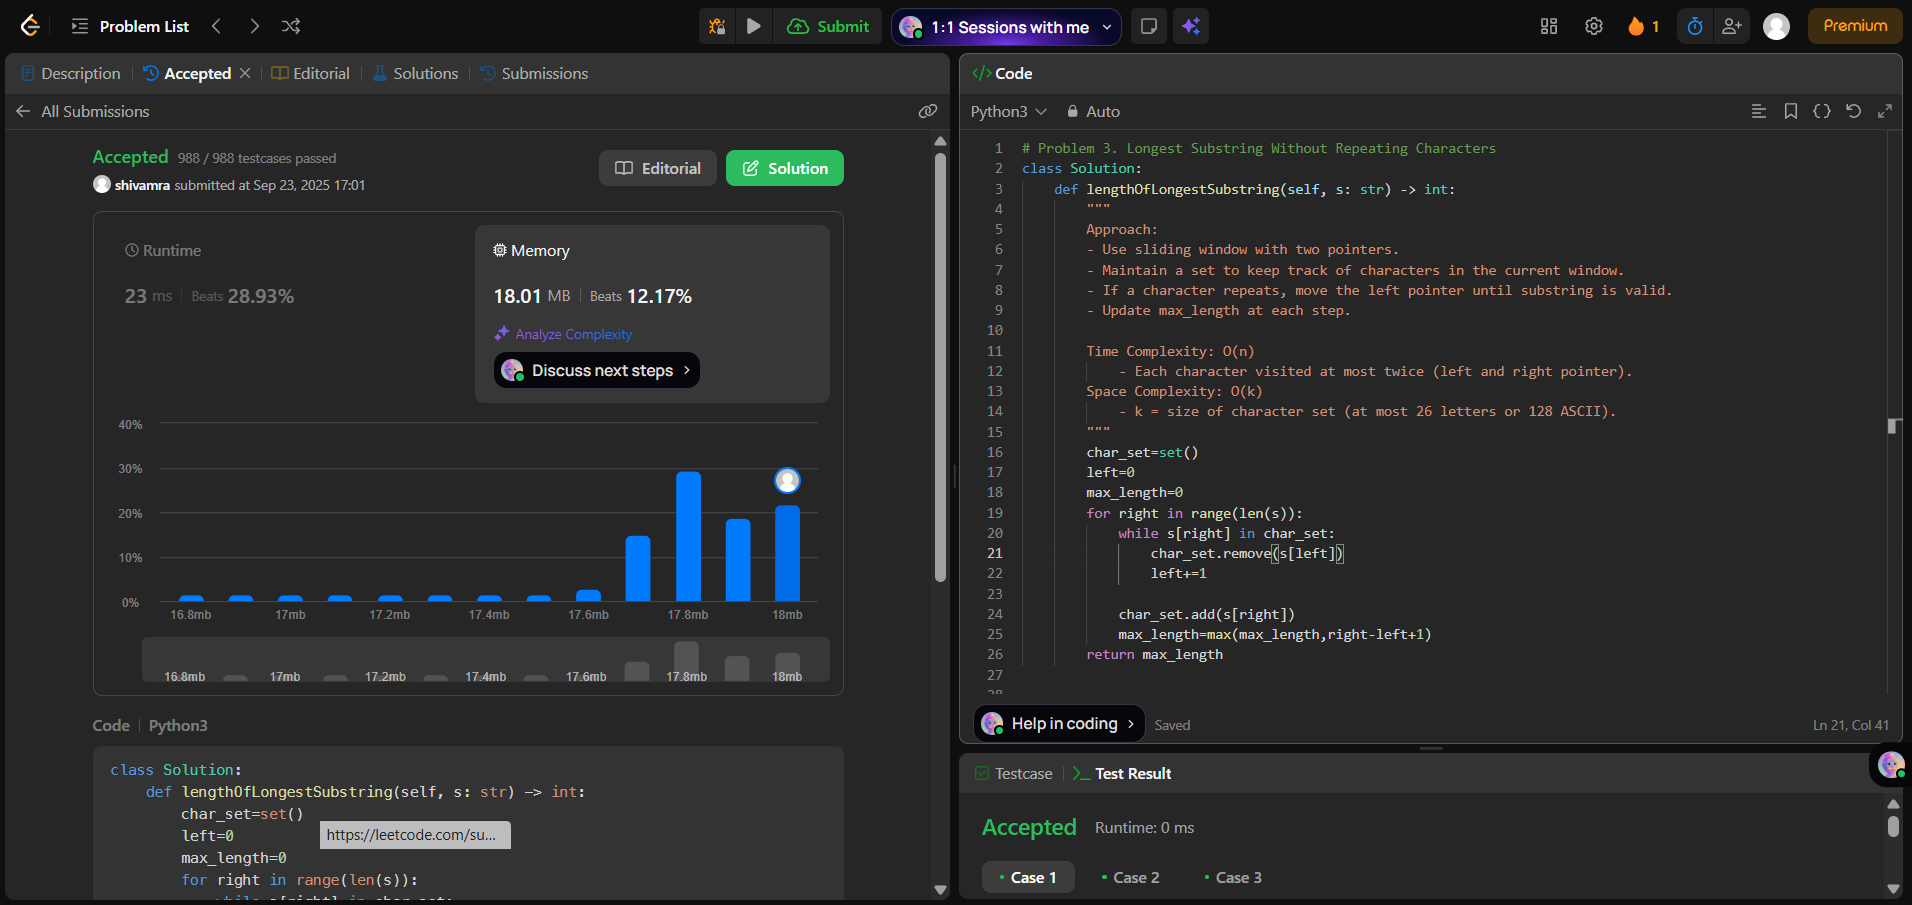 Problem List
Submit
1:1 Sessions with me
1
Premium
Description
Accepted
Editorial
Solutions
Submissions
All Submissions
Accepted 988 / 988 testcases passed
shivamra submitted at Sep 23, 2025 17:01
Editorial
Solution
Runtime
23 ms Beats 28.93%
Memory
18.01 MB Beats 12.17%
Analyze Complexity
Discuss next steps
40%
30%
20%
10%
0%
16.8mb 17mb 17.2mb 17.4mb 17.6mb 17.8mb 18mb
16.8mb 17mb 17.2mb 17.4mb 17.6mb 17.8mb 18mb
Code Python3
class Solution:
    def lengthOfLongestSubstring(self, s: str) -> int:
        char_set=set()
        left=0
        max_length=0
        for right in range(len(s)):
            while s[right] in char_set:
https://leetcode.com/su...
</> Code
Python3 Auto
1 # Problem 3. Longest Substring Without Repeating Characters
2 class Solution:
3     def lengthOfLongestSubstring(self, s: str) -> int:
4         """
5         Approach:
6         - Use sliding window with two pointers.
7         - Maintain a set to keep track of characters in the current window.
8         - If a character repeats, move the left pointer until substring is valid.
9         - Update max_length at each step.
10
11         Time Complexity: O(n)
12             - Each character visited at most twice (left and right pointer).
13         Space Complexity: O(k)
14             - k = size of character set (at most 26 letters or 128 ASCII).
15         """
16         char_set=set()
17         left=0
18         max_length=0
19         for right in range(len(s)):
20             while s[right] in char_set:
21                 char_set.remove(s[left])
22                 left+=1
23
24             char_set.add(s[right])
25             max_length=max(max_length,right-left+1)
26         return max_length
27
28
Help in coding
Saved
Ln 21, Col 41
Testcase
Test Result
Accepted Runtime: 0 ms
Case 1
Case 2
Case 3